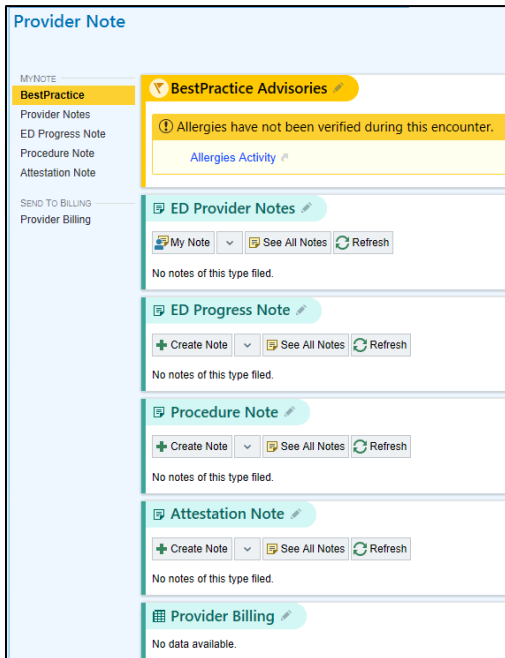 Provider Note
MYNOTE
BestPractice
Provider Notes
ED Progress Note
Procedure Note
Attestation Note
SEND TO BILLING
Provider Billing
BestPractice Advisories
Allergies have not been verified during this encounter.
Allergies Activity
ED Provider Notes
My Note See All Notes Refresh
No notes of this type filed.
ED Progress Note
Create Note See All Notes Refresh
No notes of this type filed.
Procedure Note
Create Note See All Notes Refresh
No notes of this type filed.
Attestation Note
Create Note See All Notes Refresh
No notes of this type filed.
Provider Billing
No data available.